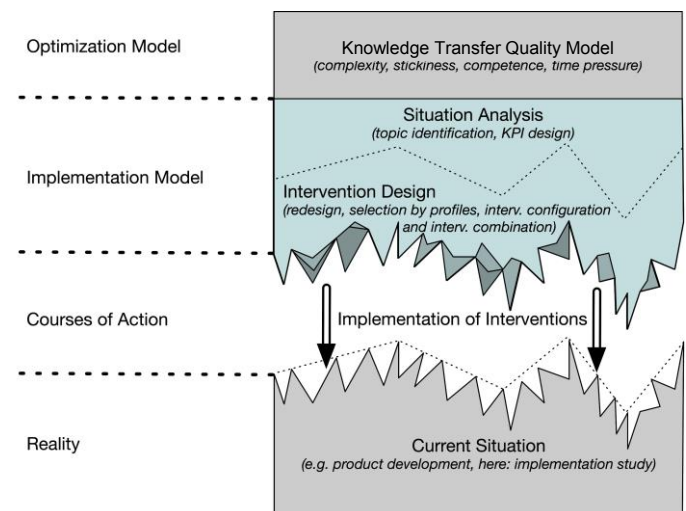 Optimization Model
Knowledge Transfer Quality Model
(complexity, stickiness, competence, time pressure)
Situation Analysis
(topic identification, KPI design)
Implementation Model
Intervention Design
(redesign, selection by profiles, interv. configuration
and interv. combination)
Courses of Action
Implementation of Interventions
Reality
Current Situation
(e.g. product development, here: implementation study)